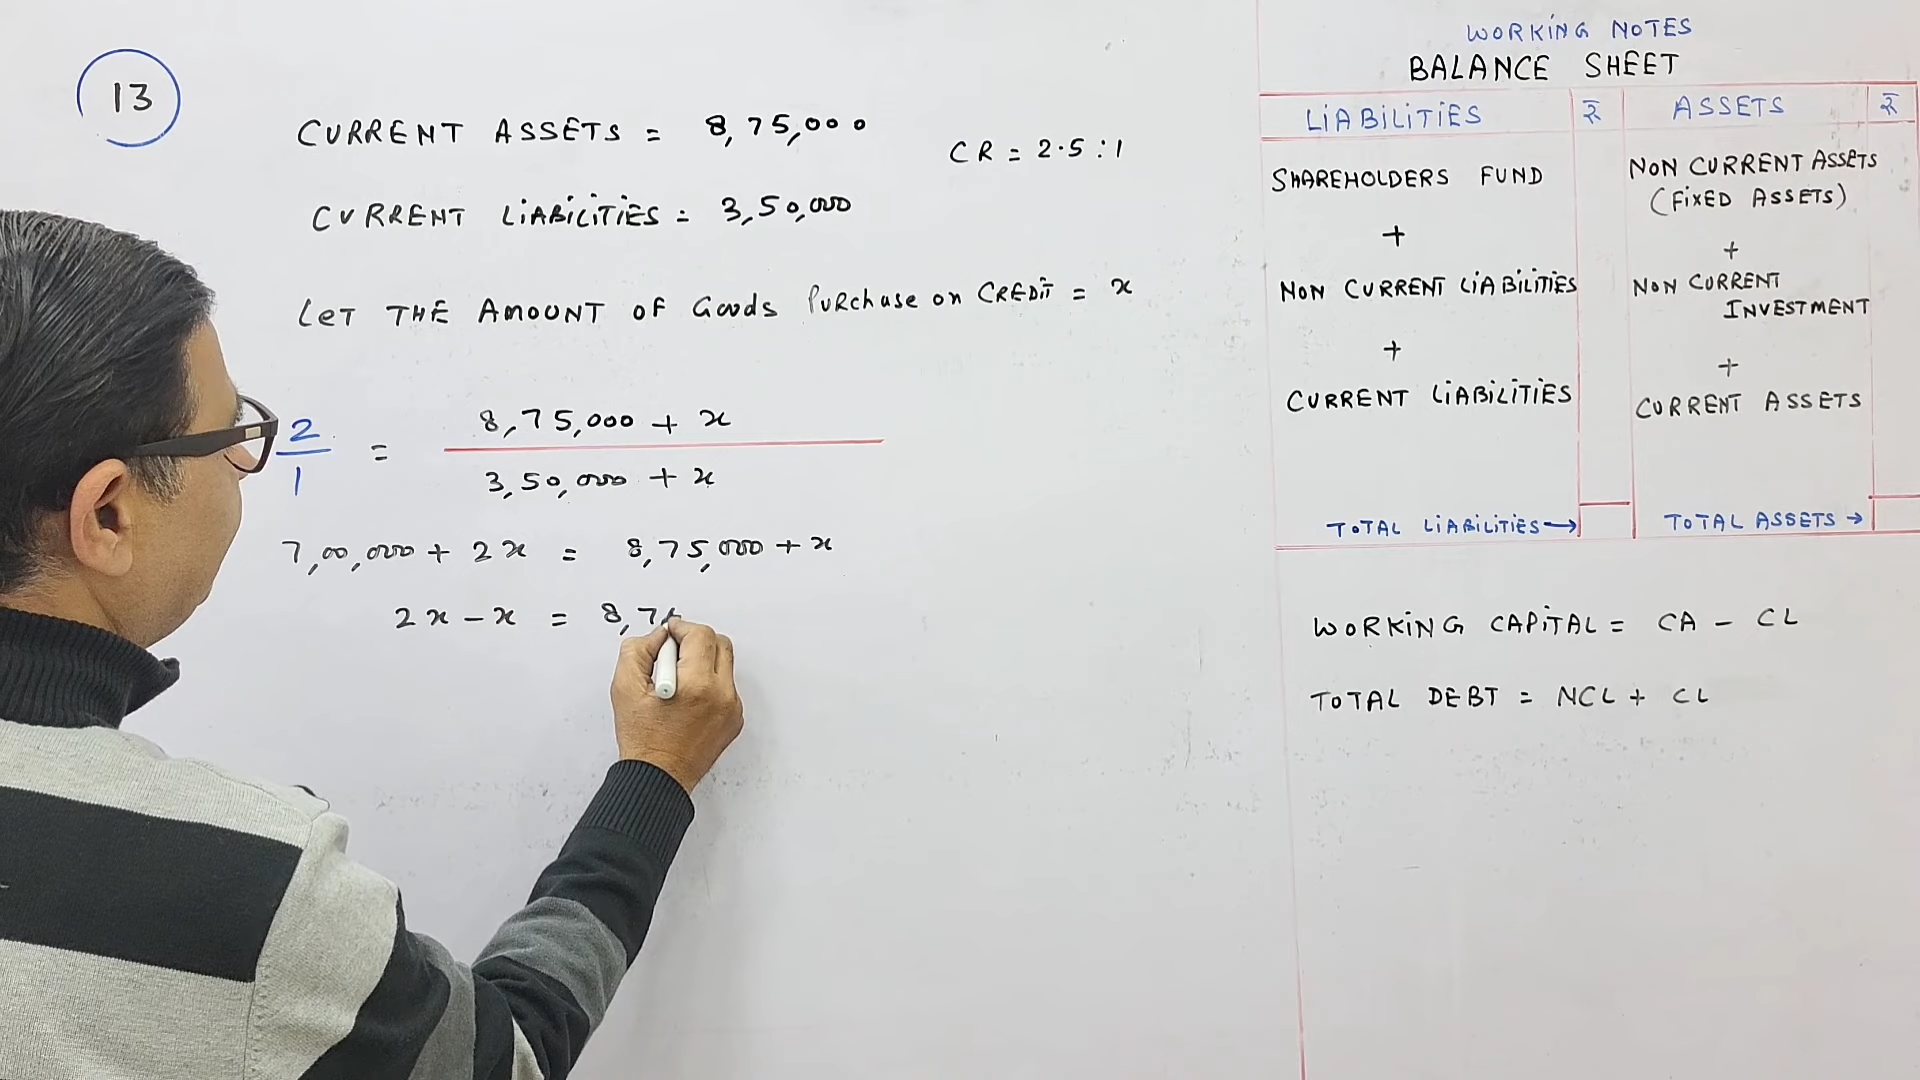 13
CURRENT ASSETS = 8,75,000
CR = 2.5 : 1
CURRENT LIABILITIES = 3,50,000
LET THE AMOUNT OF Goods Purchase on CREDIT = x
2/1 = 8,75,000 + x / 3,50,000 + x
7,00,000 + 2x = 8,75,000 + x
2x - x = 8,75
WORKING NOTES
BALANCE SHEET
LIABILITIES ₹ ASSETS ₹
SHAREHOLDERS FUND
+
NON CURRENT LIABILITIES
+
CURRENT LIABILITIES
TOTAL LIABILITIES →
NON CURRENT ASSETS
(FIXED ASSETS)
+
NON CURRENT
INVESTMENT
+
CURRENT ASSETS
TOTAL ASSETS →
WORKING CAPITAL = CA - CL
TOTAL DEBT = NCL + CL